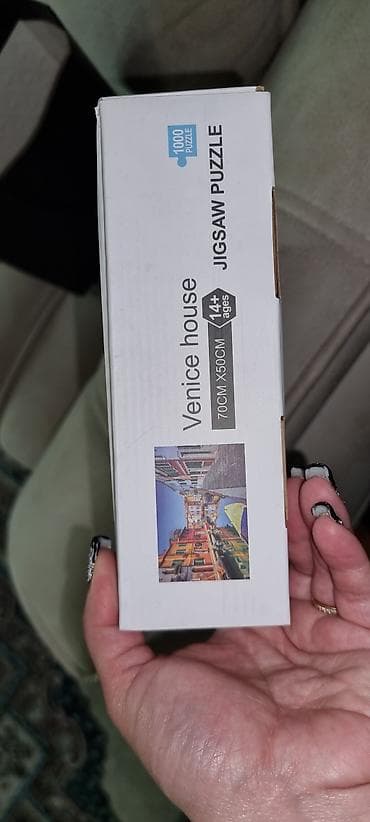 Venice house
70CM X50CM
14+
ages
1000
PUZZLE
JIGSAW PUZZLE